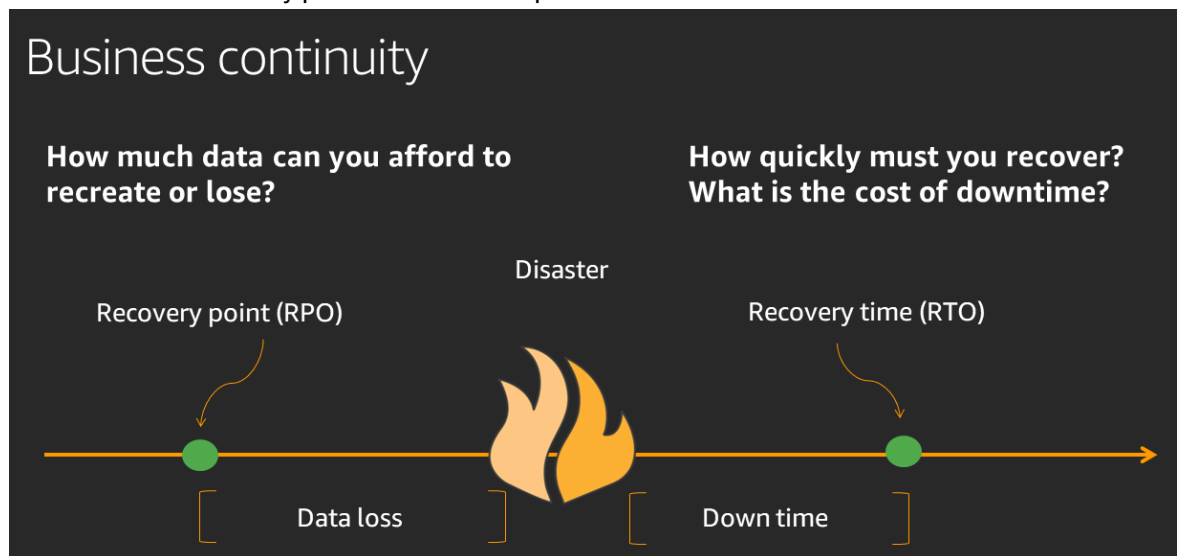 Business continuity
How much data can you afford to
recreate or lose?
How quickly must you recover?
What is the cost of downtime?
Disaster
Recovery point (RPO)
Recovery time (RTO)
Data loss
Down time